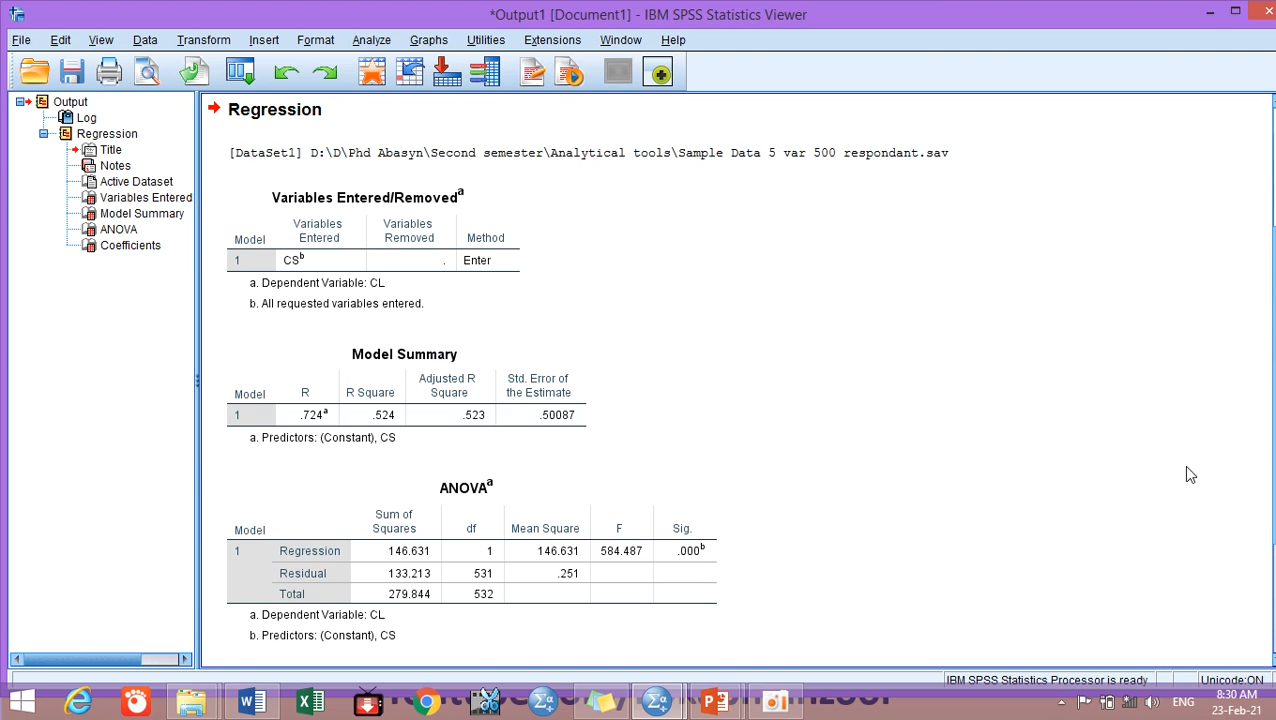 *Output1 [Document1] - IBM SPSS Statistics Viewer
File Edit View Data Transform Insert Format Analyze Graphs Utilities Extensions Window Help
Output
Log
Regression
Title
Notes
Active Dataset
Variables Entered
Model Summary
ANOVA
Coefficients
Regression
[DataSet1] D:\D\Phd Abasyn\Second semester\Analytical tools\Sample Data 5 var 500 respondant.sav
Variables Entered/Removedª
Model Variables Entered Variables Removed Method
1 CSᵇ . Enter
a. Dependent Variable: CL
b. All requested variables entered.
Model Summary
Model R R Square Adjusted R Square Std. Error of the Estimate
1 .724ª .524 .523 .50087
a. Predictors: (Constant), CS
ANOVAª
Model Sum of Squares df Mean Square F Sig.
1 Regression 146.631 1 146.631 584.487 .000ᵇ
Residual 133.213 531 .251
Total 279.844 532
a. Dependent Variable: CL
b. Predictors: (Constant), CS
IBM SPSS Statistics Processor is ready Unicode:ON
ENG 8:30 AM
23-Feb-21